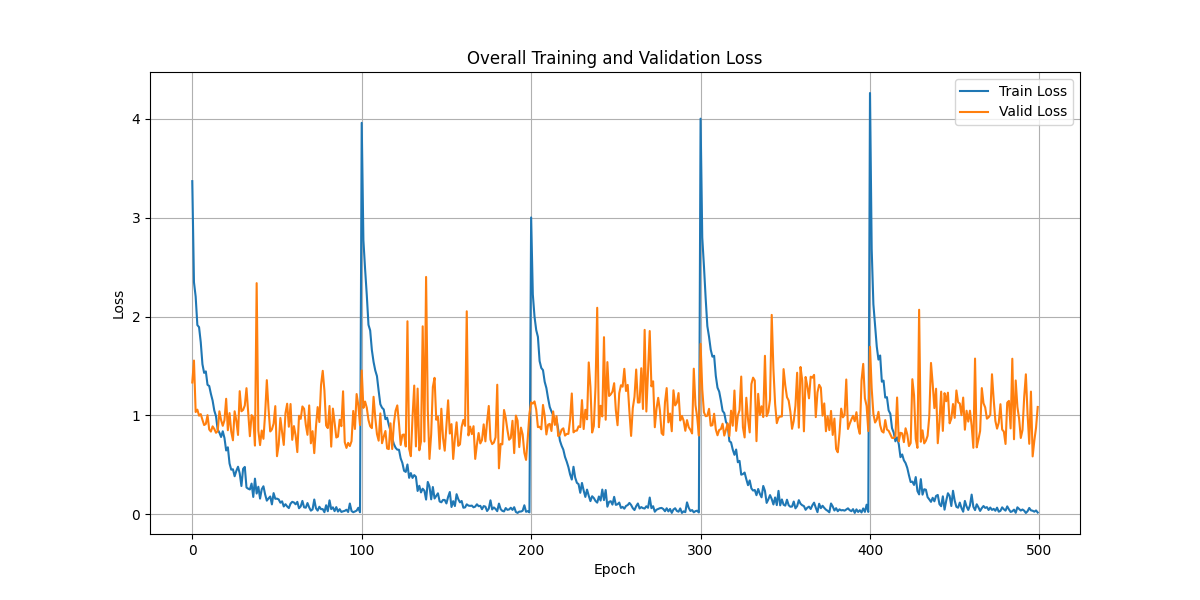 Overall Training and Validation Loss
Train Loss
Valid Loss
Loss
4
3
2
1
0
0 100 200 300 400 500
Epoch